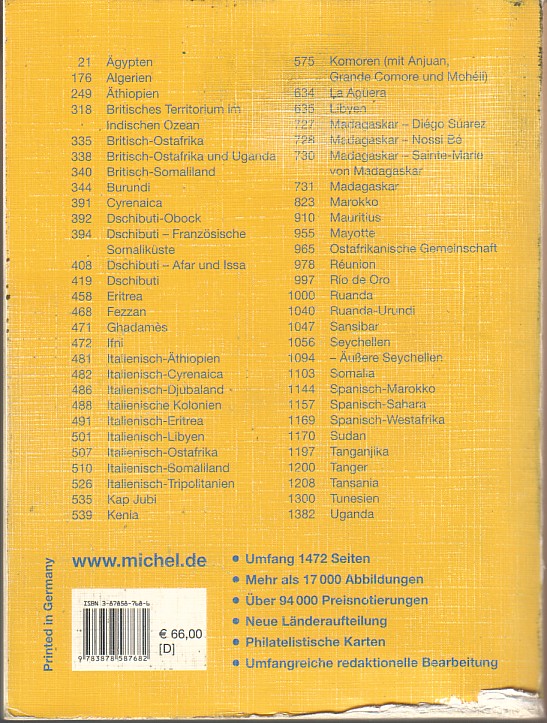 21 Ägypten
176 Algerien
249 Äthiopien
318 Britisches Territorium im
Indischen Ozean
335 Britisch-Ostafrika
338 Britisch-Ostafrika und Uganda
340 Britisch-Somaliland
344 Burundi
391 Cyrenaica
392 Dschibuti-Obock
394 Dschibuti – Französische
Somaliküste
408 Dschibuti – Afar und Issa
419 Dschibuti
458 Eritrea
468 Fezzan
471 Ghadamès
472 Ifni
481 Italienisch-Äthiopien
482 Italienisch-Cyrenaica
486 Italienisch-Djubaland
488 Italienische Kolonien
491 Italienisch-Eritrea
501 Italienisch-Libyen
507 Italienisch-Ostafrika
510 Italienisch-Somaliland
526 Italienisch-Tripolitanien
535 Kap Jubi
539 Kenia
575 Komoren (mit Anjuan,
Grande Comore und Mohéli)
634 La Agüera
635 Libyen
727 Madagaskar – Diégo Suarez
728 Madagaskar – Nossi Bé
730 Madagaskar – Sainte-Marie
von Madagaskar
731 Madagaskar
823 Marokko
910 Mauritius
955 Mayotte
965 Ostafrikanische Gemeinschaft
978 Réunion
997 Río de Oro
1000 Ruanda
1040 Ruanda-Urundi
1047 Sansibar
1056 Seychellen
1094 – Äußere Seychellen
1103 Somalia
1144 Spanisch-Marokko
1157 Spanisch-Sahara
1169 Spanisch-Westafrika
1170 Sudan
1197 Tanganjika
1200 Tanger
1208 Tansania
1300 Tunesien
1382 Uganda
Printed in Germany
www.michel.de
ISBN 3-87858-768-6
9 783878 587682
€ 66,00
[D]
• Umfang 1472 Seiten
• Mehr als 17 000 Abbildungen
• Über 94 000 Preisnotierungen
• Neue Länderaufteilung
• Philatelistische Karten
• Umfangreiche redaktionelle Bearbeitung